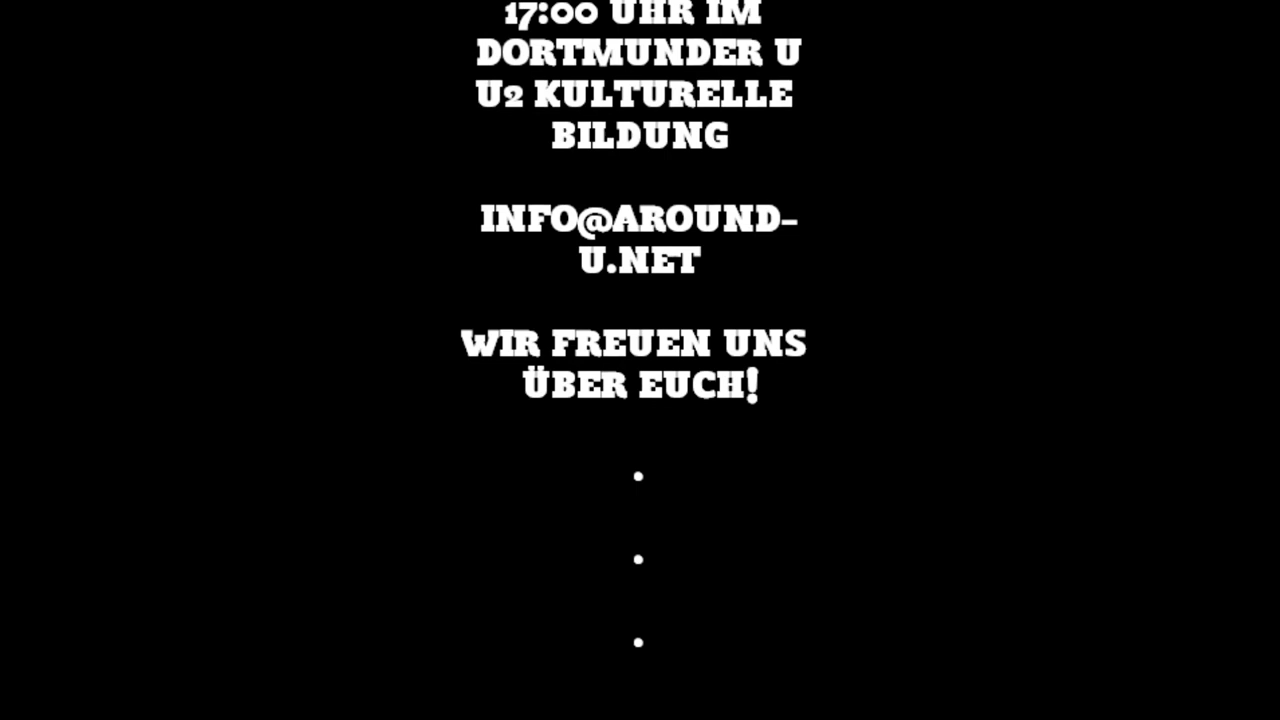 17:00 UHR IM
DORTMUNDER U
U2 KULTURELLE
BILDUNG
INFO@AROUND-
U.NET
WIR FREUEN UNS
ÜBER EUCH!
.
.
.